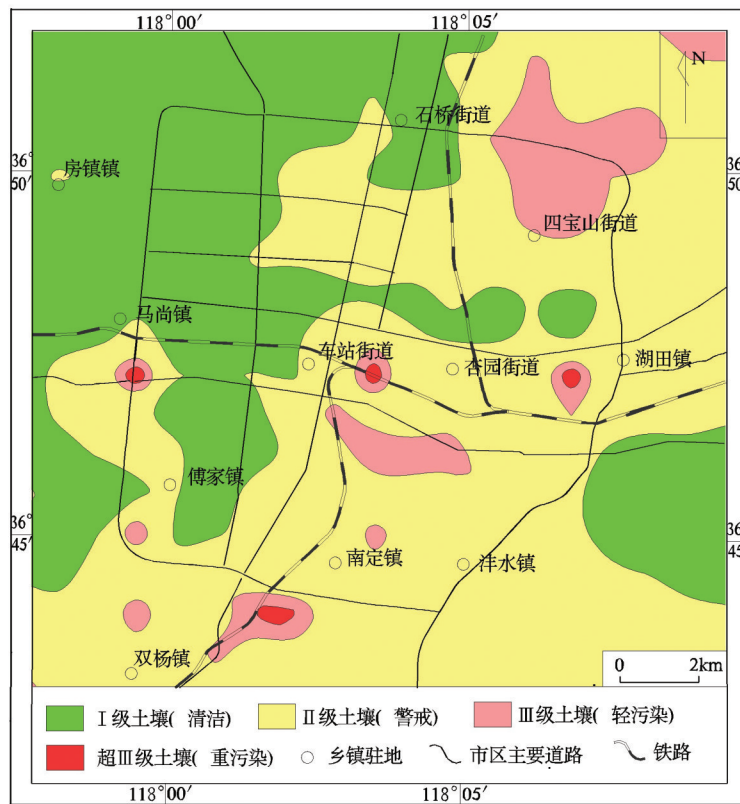 118° 00′ 118° 05′
N
石桥街道
36° 50′ 房镇镇 36° 50′
四宝山街道
马尚镇
车站街道 杏园街道 湖田镇
傅家镇
36° 45′ 36° 45′
南定镇 沣水镇
双杨镇
0 2km
Ⅰ级土壤( 清洁) Ⅱ级土壤( 警戒) Ⅲ级土壤( 轻污染)
超Ⅲ级土壤( 重污染) 乡镇驻地 市区主要道路 铁路
118° 00′ 118° 05′